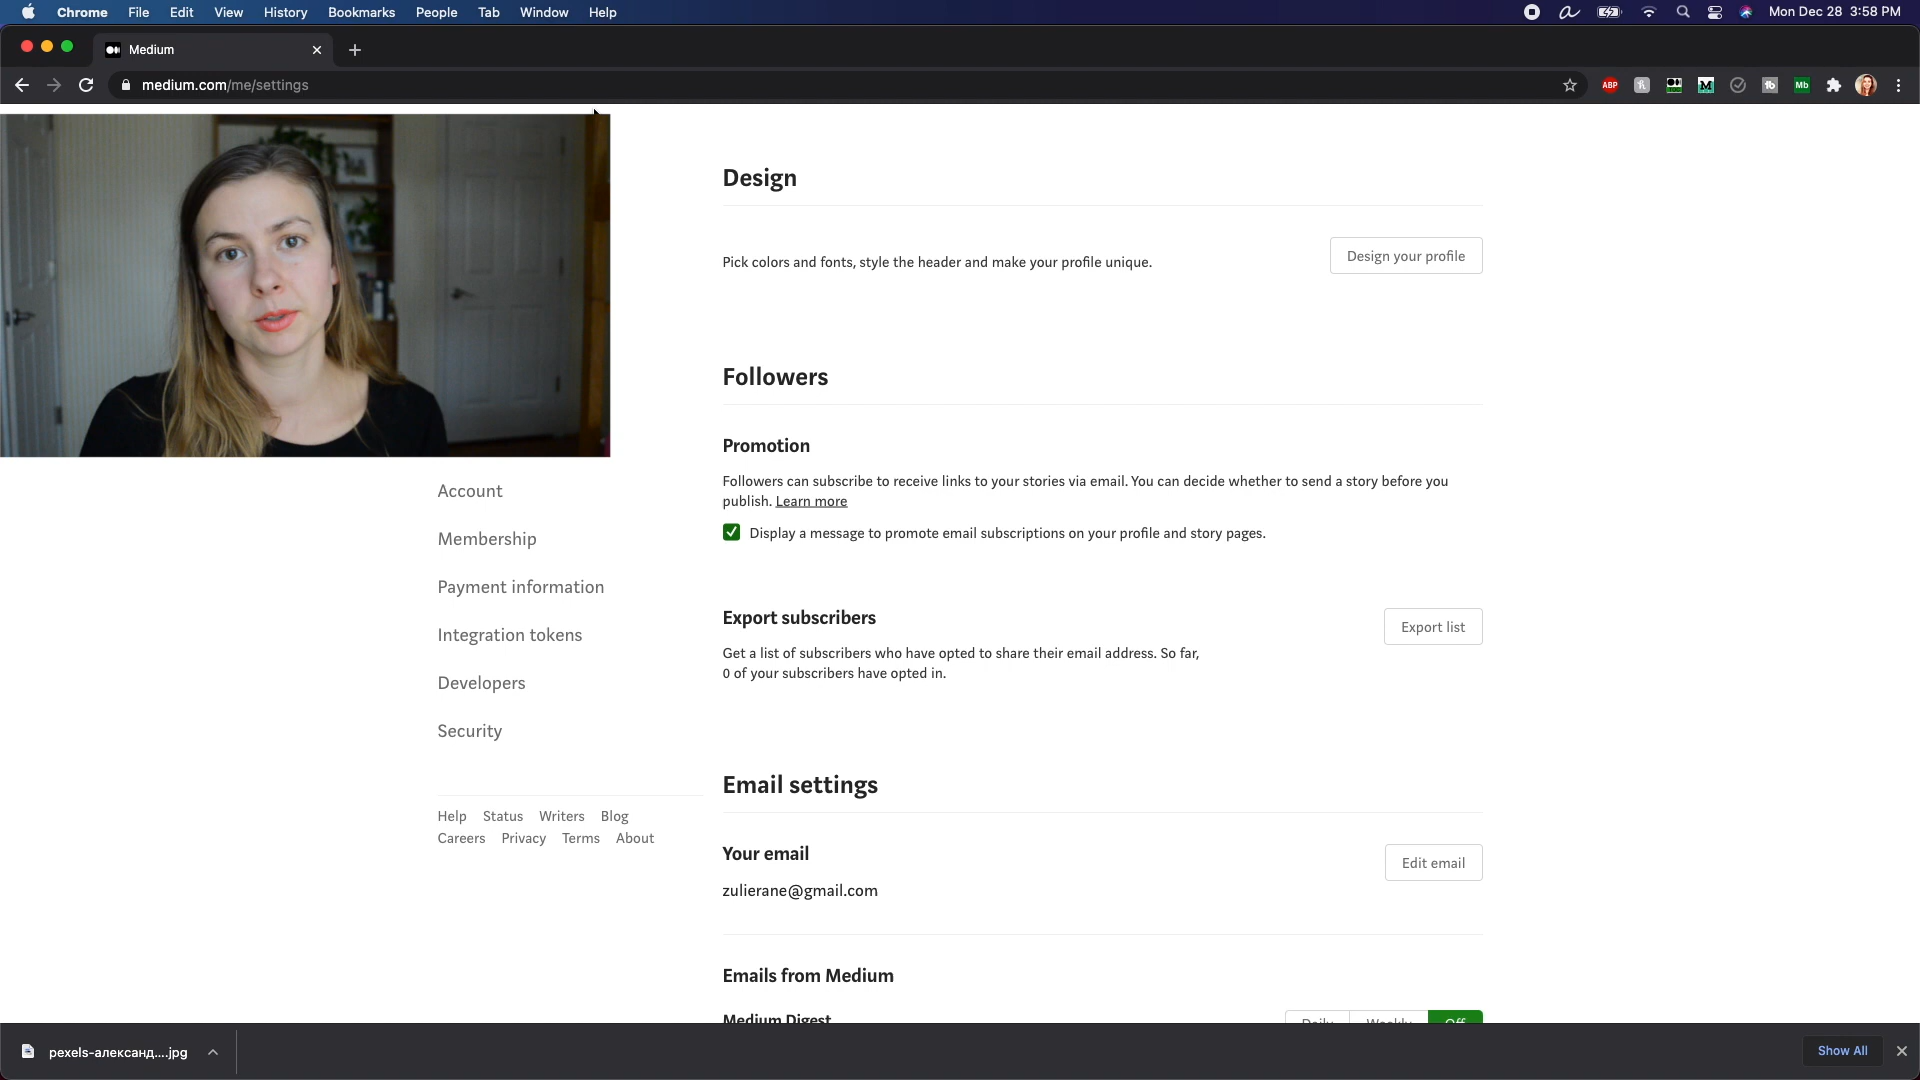 Chrome File Edit View History Bookmarks People Tab Window Help Mon Dec 28 3:58 PM
Medium
medium.com/me/settings ABP M Mb
Design
Pick colors and fonts, style the header and make your profile unique. Design your profile
Followers
Promotion
Followers can subscribe to receive links to your stories via email. You can decide whether to send a story before you
publish. Learn more
Display a message to promote email subscriptions on your profile and story pages.
Account
Membership
Payment information
Integration tokens
Developers
Security
Help Status Writers Blog
Careers Privacy Terms About
Export subscribers Export list
Get a list of subscribers who have opted to share their email address. So far,
0 of your subscribers have opted in.
Email settings
Your email Edit email
zulierane@gmail.com
Emails from Medium
Medium Digest Daily Weekly Off
pexels-александ....jpg Show All